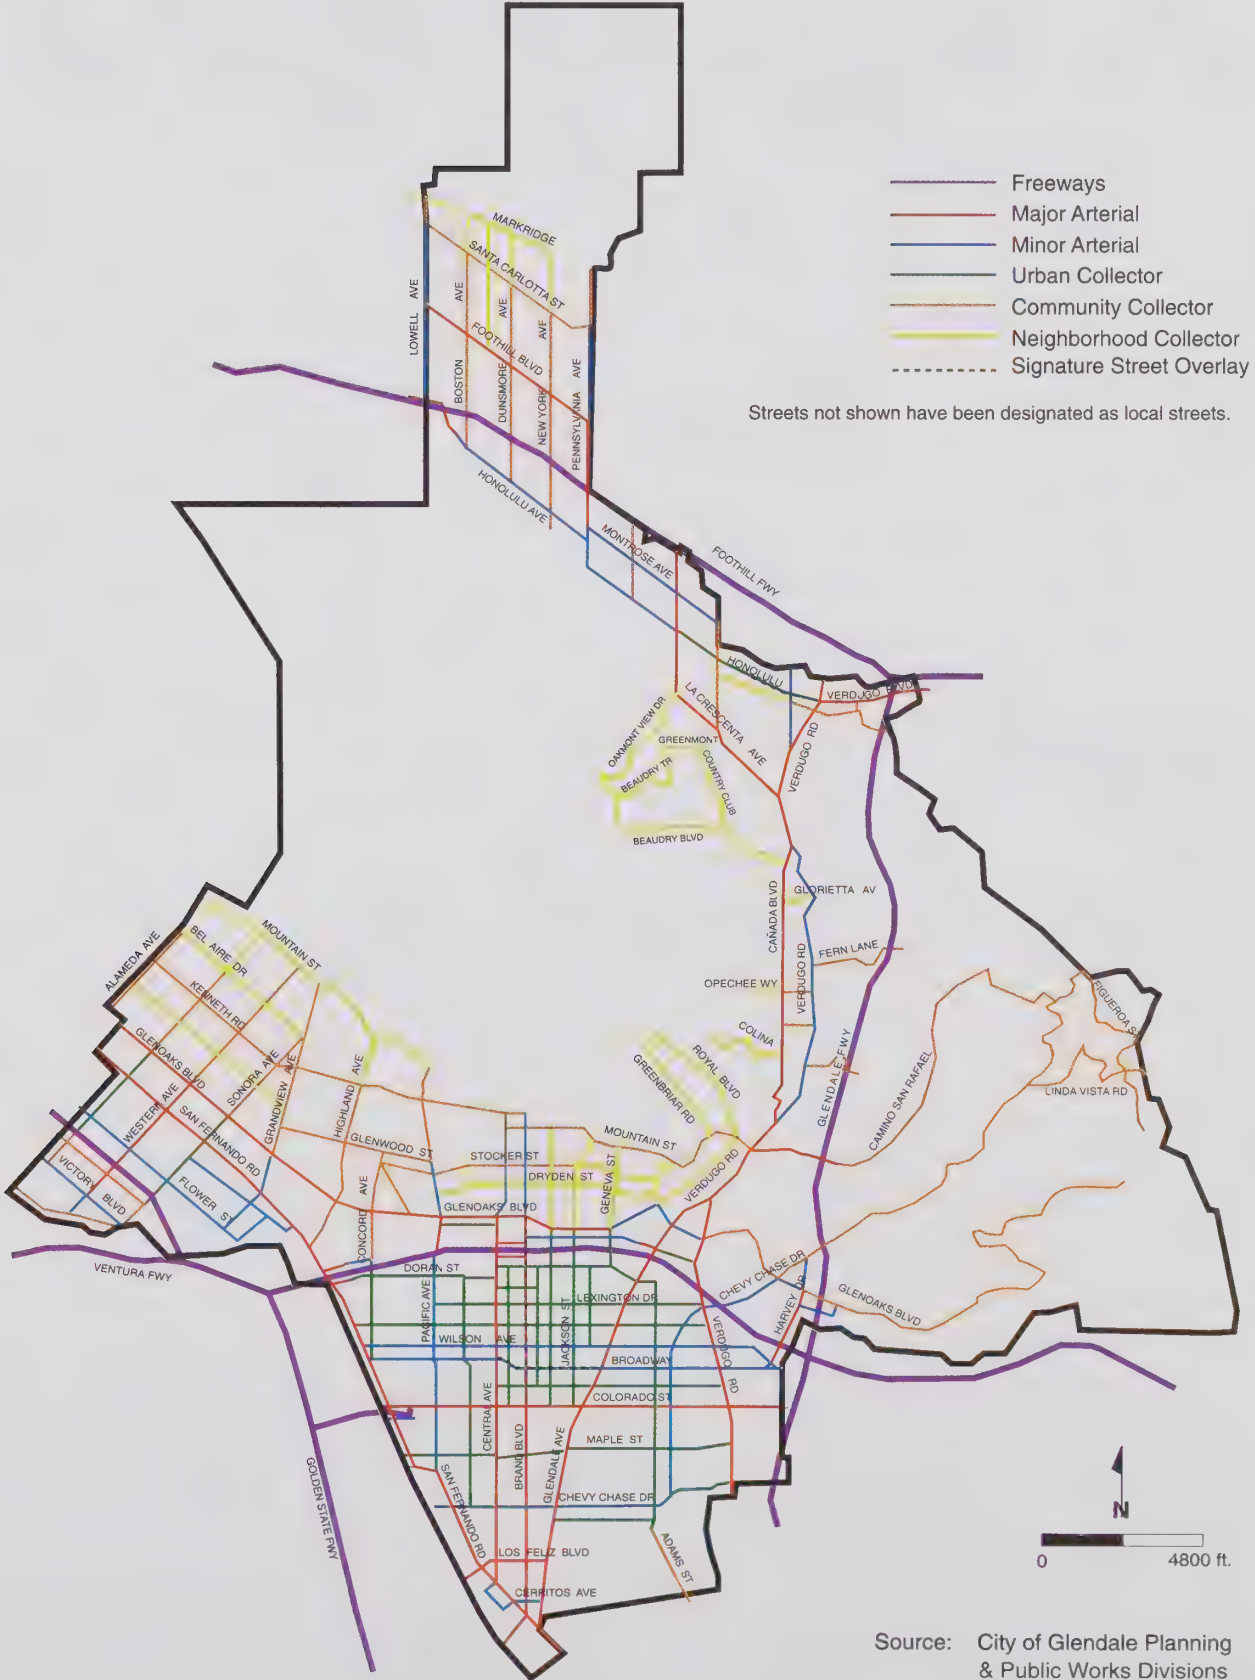 Freeways
Major Arterial
Minor Arterial
Urban Collector
Community Collector
Neighborhood Collector
Signature Street Overlay
Streets not shown have been designated as local streets.
MARKRIDGE
SANTA CARLOTTA ST
LOWELL AVE
BOSTON AVE
DUNSMORE AVE
NEW YORK AVE
PENNSYLVANIA AVE
FOOTHILL BLVD
HONOLULU AVE
MONTROSE AVE
FOOTHILL FWY
HONOLULU
VERDUGO BLVD
LA CRESCENTA AVE
OAKMONT VIEW DR
GREENMONT
BEAUDRY TR
COUNTRY CLUB
VERDUGO RD
BEAUDRY BLVD
GLORIETTA AV
CAÑADA BLVD
VERDUGO RD
FERN LANE
OPECHEE WY
COLINA
ROYAL BLVD
GREENBRIAR RD
GLENDALE FWY
CAMINO SAN RAFAEL
FIGUEROA ST
LINDA VISTA RD
ALAMEDA AVE
BEL AIRE DR
MOUNTAIN ST
KENNETH RD
GLENOAKS BLVD
SONORA AVE
GRANDVIEW AVE
HIGHLAND AVE
WESTERN AVE
SAN FERNANDO RD
GLENWOOD ST
VICTORY BLVD
FLOWER ST
CONCORD AVE
STOCKER ST
DRYDEN ST
GENEVA ST
MOUNTAIN ST
VERDUGO RD
GLENOAKS BLVD
VENTURA FWY
DORAN ST
PACIFIC AVE
LEXINGTON DR
JACKSON ST
CHEVY CHASE DR
HARVEY DR
GLENOAKS BLVD
WILSON AVE
BROADWAY
VERDUGO RD
COLORADO ST
CENTRAL AVE
BRAND BLVD
GLENDALE AVE
MAPLE ST
GOLDEN STATE FWY
SAN FERNANDO RD
CHEVY CHASE DR
LOS FELIZ BLVD
ADAMS ST
CERRITOS AVE
N
0 4800 ft.
Source: City of Glendale Planning
& Public Works Divisions